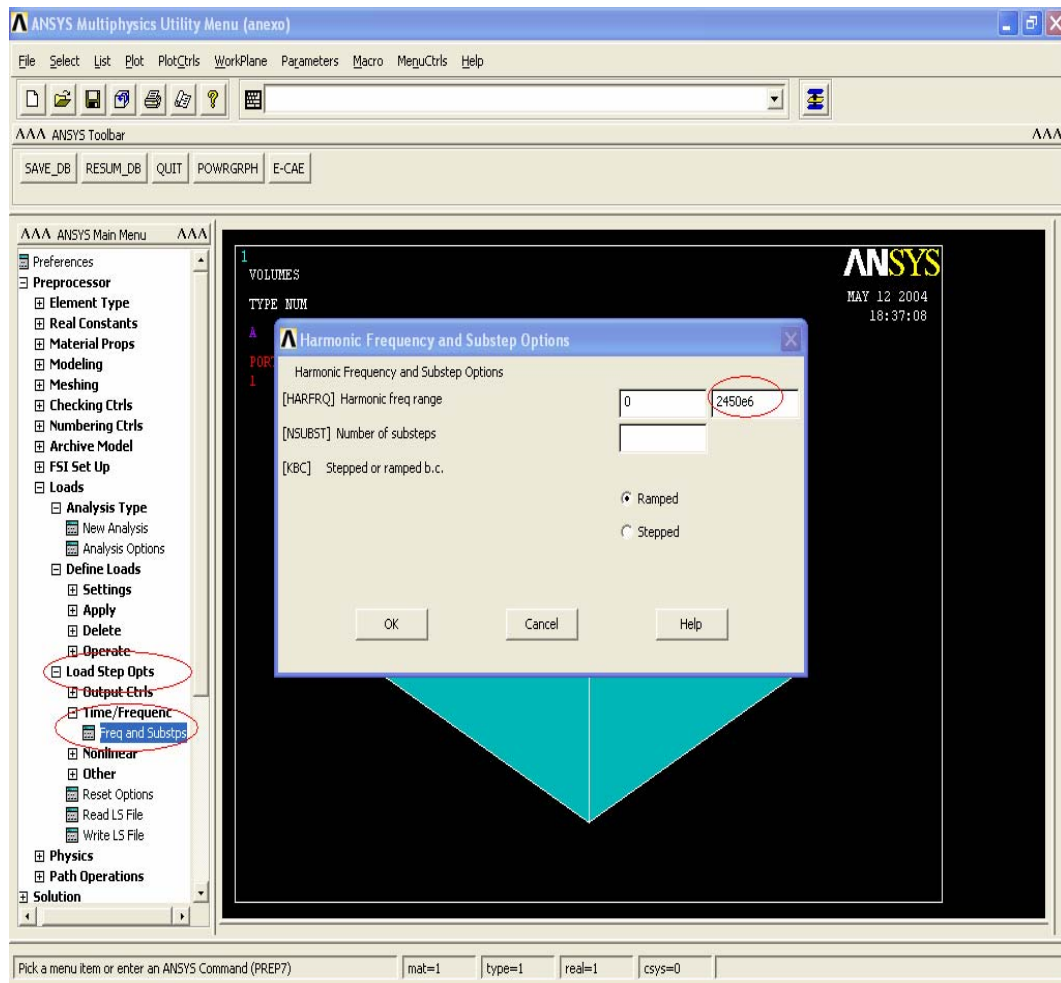 ANSYS Multiphysics Utility Menu (anexo)
File Select List Plot PlotCtrls WorkPlane Parameters Macro MenuCtrls Help
ANSYS Toolbar
SAVE_DB RESUM_DB QUIT POWRGRPH E-CAE
ANSYS Main Menu
Preferences
Preprocessor
Element Type
Real Constants
Material Props
Modeling
Meshing
Checking Ctrls
Numbering Ctrls
Archive Model
FSI Set Up
Loads
Analysis Type
New Analysis
Analysis Options
Define Loads
Settings
Apply
Delete
Operate
Load Step Opts
Output Ctrls
Time/Frequenc
Freq and Substps
Nonlinear
Other
Reset Options
Read LS File
Write LS File
Physics
Path Operations
Solution
1
VOLUMES
TYPE NUM
A
POR
1
ANSYS
MAY 12 2004
18:37:08
Harmonic Frequency and Substep Options
Harmonic Frequency and Substep Options
[HARFRQ] Harmonic freq range 0 2450e6
[NSUBST] Number of substeps
[KBC] Stepped or ramped b.c.
Ramped
Stepped
OK Cancel Help
Pick a menu item or enter an ANSYS Command (PREP7) mat=1 type=1 real=1 csys=0